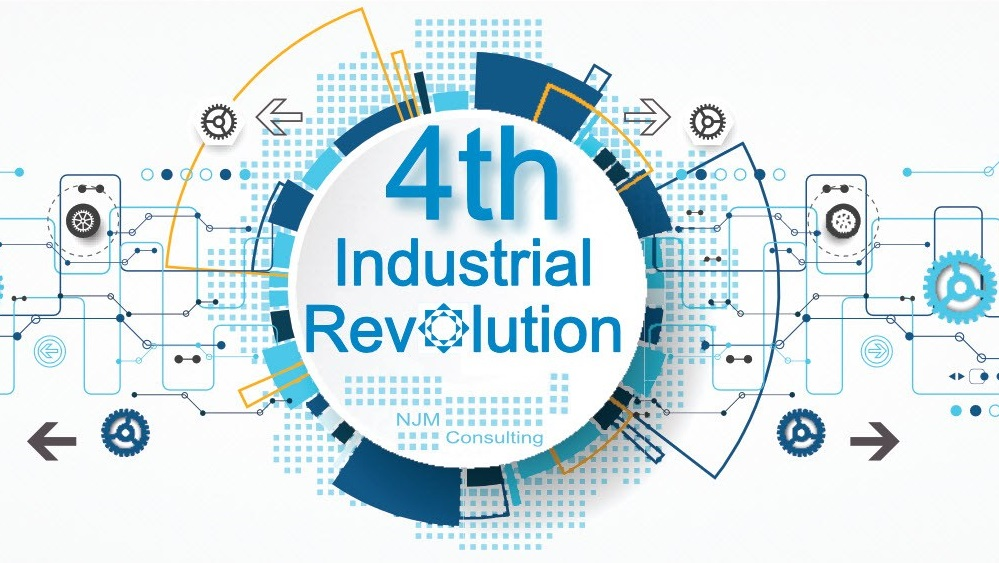 4th
Industrial
Revolution
NJM
Consulting